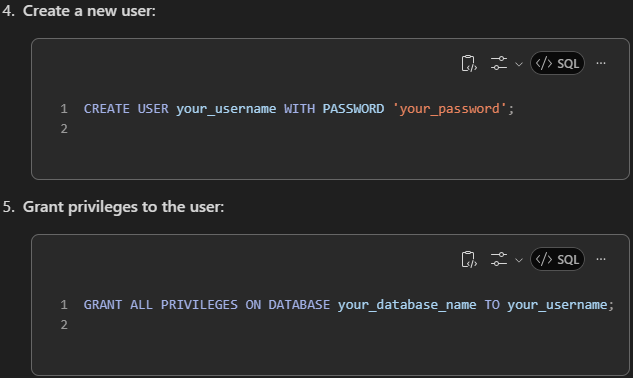 4. Create a new user:
</> SQL ...
1 CREATE USER your_username WITH PASSWORD 'your_password';
2
5. Grant privileges to the user:
</> SQL ...
1 GRANT ALL PRIVILEGES ON DATABASE your_database_name TO your_username;
2